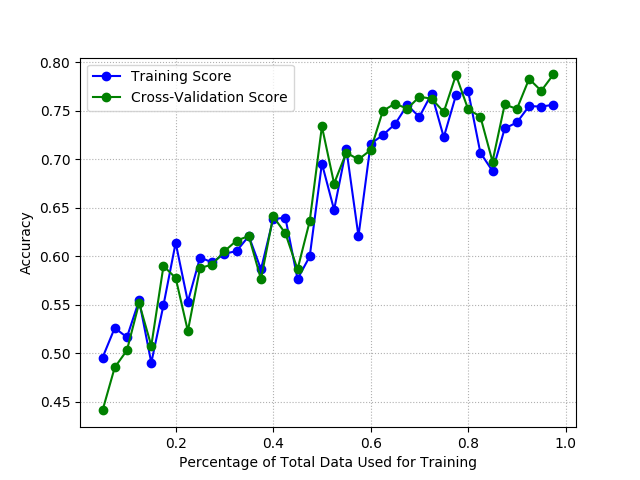 Training Score
Cross-Validation Score
0.80
0.75
0.70
0.65
0.60
0.55
0.50
0.45
Accuracy
0.2 0.4 0.6 0.8 1.0
Percentage of Total Data Used for Training